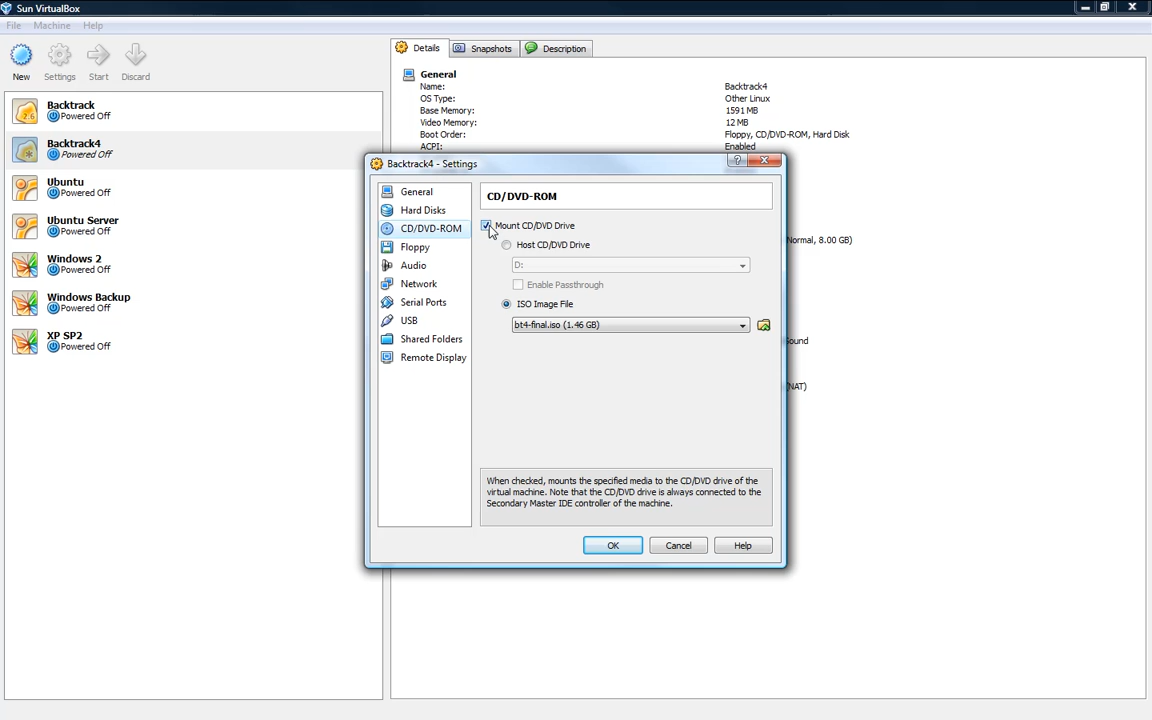 Sun VirtualBox
File Machine Help
New Settings Start Discard
Details Snapshots Description
Backtrack
Powered Off
2.6
Backtrack4
Powered Off
Ubuntu
Powered Off
Ubuntu Server
Powered Off
Windows 2
Powered Off
Windows Backup
Powered Off
XP SP2
Powered Off
General
Name: Backtrack4
OS Type: Other Linux
Base Memory: 1591 MB
Video Memory: 12 MB
Boot Order: Floppy, CD/DVD-ROM, Hard Disk
ACPI: Enabled
Normal, 8.00 GB)
ound
(NAT)
Backtrack4 - Settings
?
General
Hard Disks
CD/DVD-ROM
Floppy
Audio
Network
Serial Ports
USB
Shared Folders
Remote Display
CD/DVD-ROM
Mount CD/DVD Drive
Host CD/DVD Drive
D:
Enable Passthrough
ISO Image File
bt4-final.iso (1.46 GB)
When checked, mounts the specified media to the CD/DVD drive of the
virtual machine. Note that the CD/DVD drive is always connected to the
Secondary Master IDE controller of the machine.
OK Cancel Help